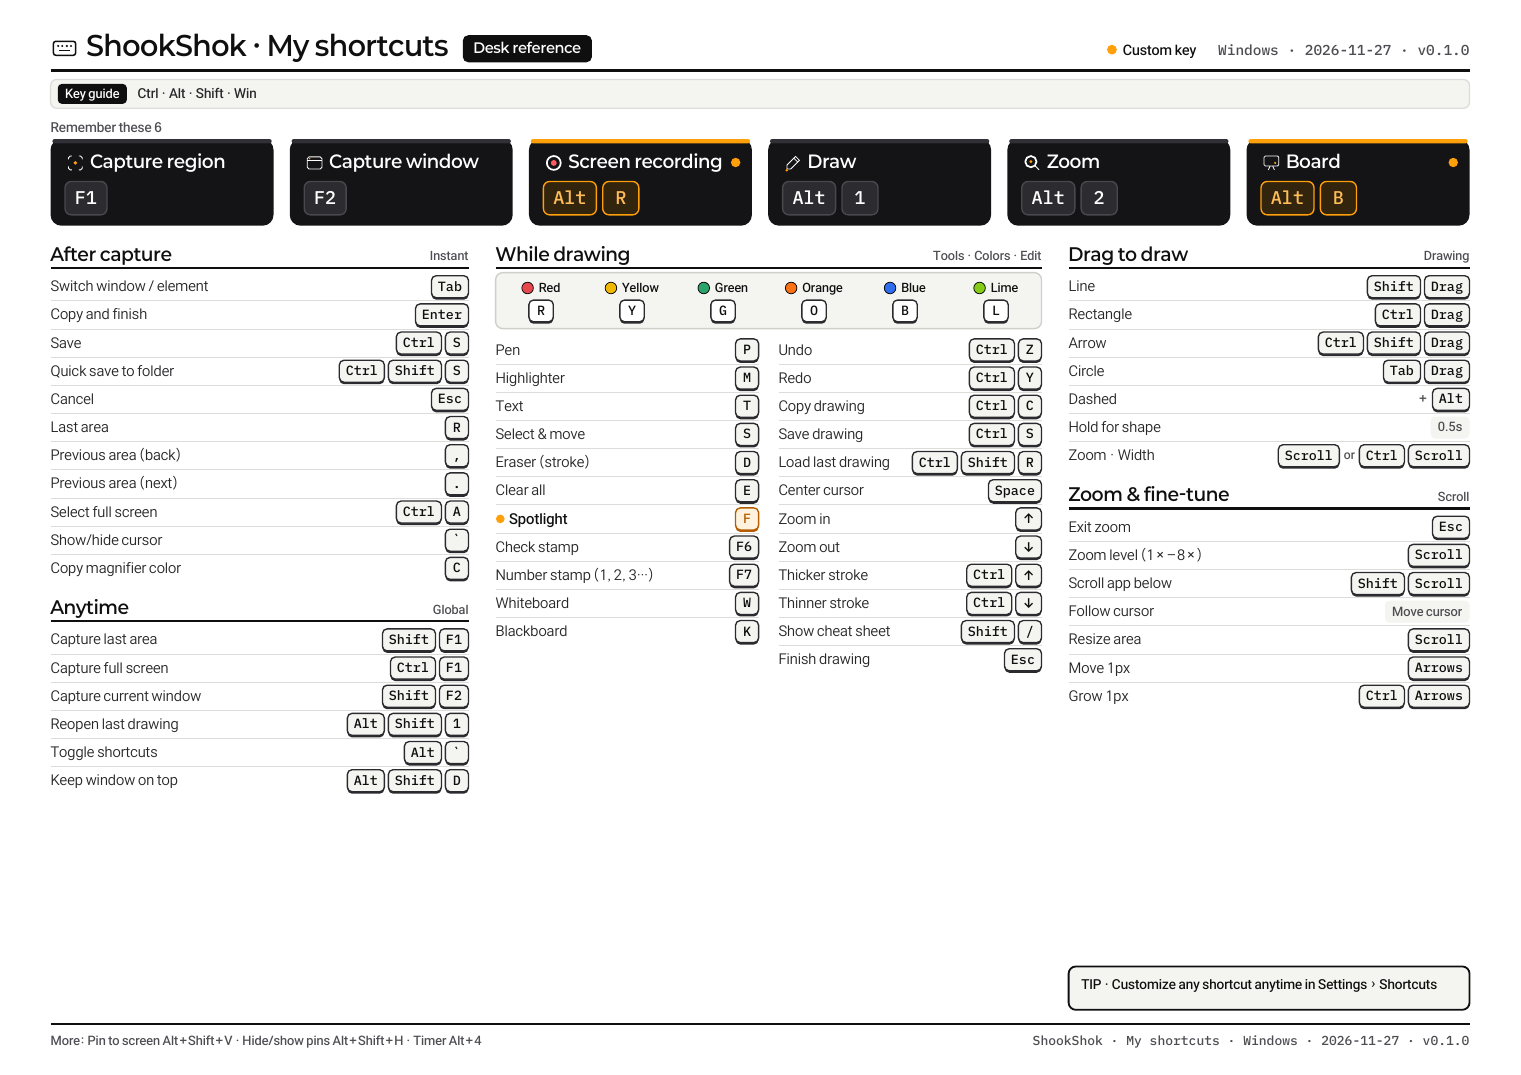 ShookShok · My shortcuts
Desk reference
Custom key
Windows · 2026-11-27 · v0.1.0
Key guide
Ctrl · Alt · Shift · Win
Remember these 6
Capture region
F1
Capture window
F2
Screen recording
Alt R
Draw
Alt 1
Zoom
Alt 2
Board
Alt B
After capture Instant
Switch window / element Tab
Copy and finish Enter
Save Ctrl S
Quick save to folder Ctrl Shift S
Cancel Esc
Last area R
Previous area (back) ,
Previous area (next) .
Select full screen Ctrl A
Show/hide cursor `
Copy magnifier color C
Anytime Global
Capture last area Shift F1
Capture full screen Ctrl F1
Capture current window Shift F2
Reopen last drawing Alt Shift 1
Toggle shortcuts Alt `
Keep window on top Alt Shift D
While drawing Tools · Colors · Edit
Red Yellow Green Orange Blue Lime
R Y G O B L
Pen P
Highlighter M
Text T
Select & move S
Eraser (stroke) D
Clear all E
Spotlight F
Check stamp F6
Number stamp (1, 2, 3···) F7
Whiteboard W
Blackboard K
Undo Ctrl Z
Redo Ctrl Y
Copy drawing Ctrl C
Save drawing Ctrl S
Load last drawing Ctrl Shift R
Center cursor Space
Zoom in ↑
Zoom out ↓
Thicker stroke Ctrl ↑
Thinner stroke Ctrl ↓
Show cheat sheet Shift /
Finish drawing Esc
Drag to draw Drawing
Line Shift Drag
Rectangle Ctrl Drag
Arrow Ctrl Shift Drag
Circle Tab Drag
Dashed + Alt
Hold for shape 0.5s
Zoom · Width Scroll or Ctrl Scroll
Zoom & fine-tune Scroll
Exit zoom Esc
Zoom level (1×–8×) Scroll
Scroll app below Shift Scroll
Follow cursor Move cursor
Resize area Scroll
Move 1px Arrows
Grow 1px Ctrl Arrows
TIP · Customize any shortcut anytime in Settings › Shortcuts
More: Pin to screen Alt+Shift+V · Hide/show pins Alt+Shift+H · Timer Alt+4
ShookShok · My shortcuts · Windows · 2026-11-27 · v0.1.0